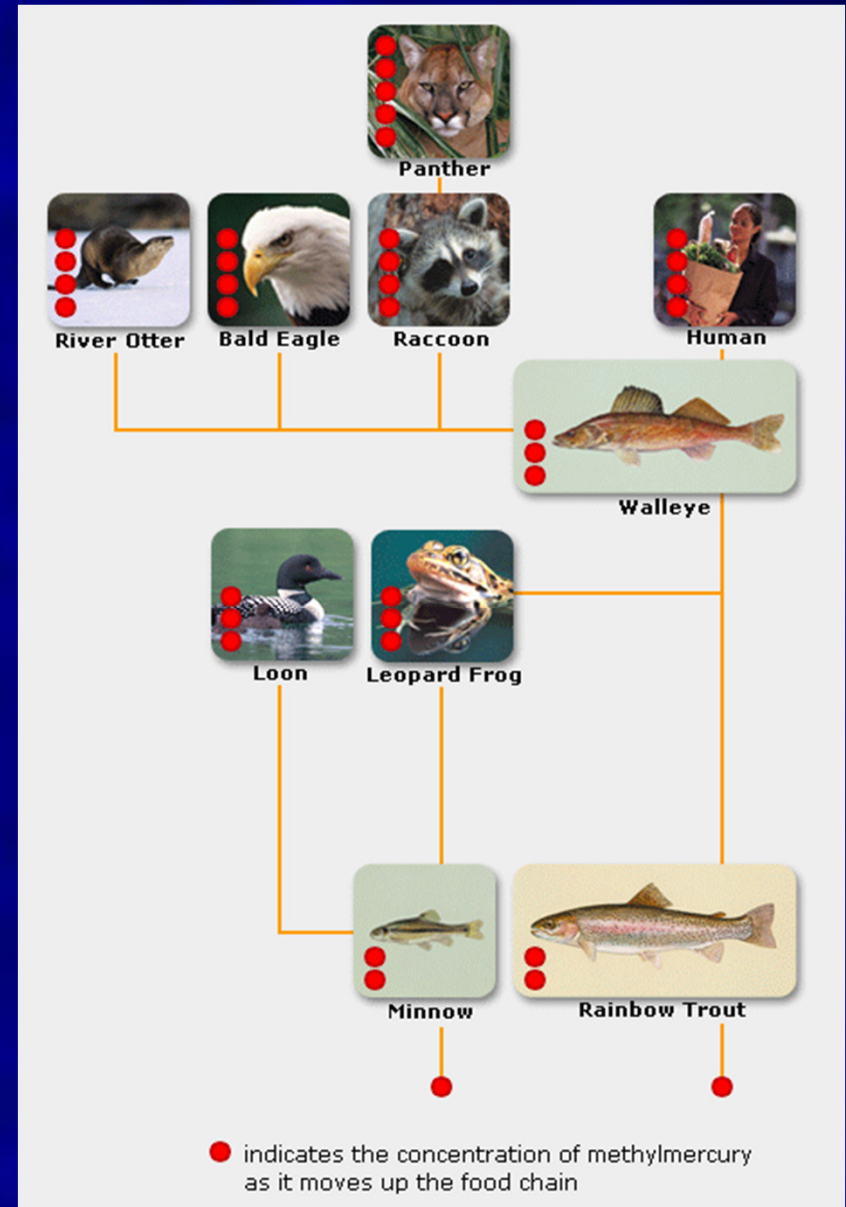 Panther
River Otter
Bald Eagle
Raccoon
Human
Walleye
Loon
Leopard Frog
Minnow
Rainbow Trout
indicates the concentration of methylmercury
as it moves up the food chain